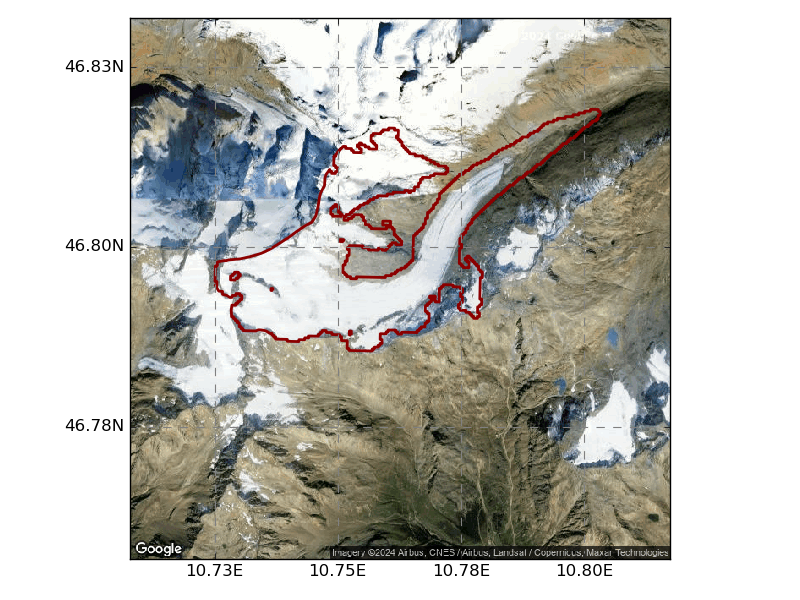 46.83N
46.80N
46.78N
Google
Imagery ©2024 Airbus, CNES / Airbus, Landsat / Copernicus, Maxar Technologies
10.73E
10.75E
10.78E
10.80E